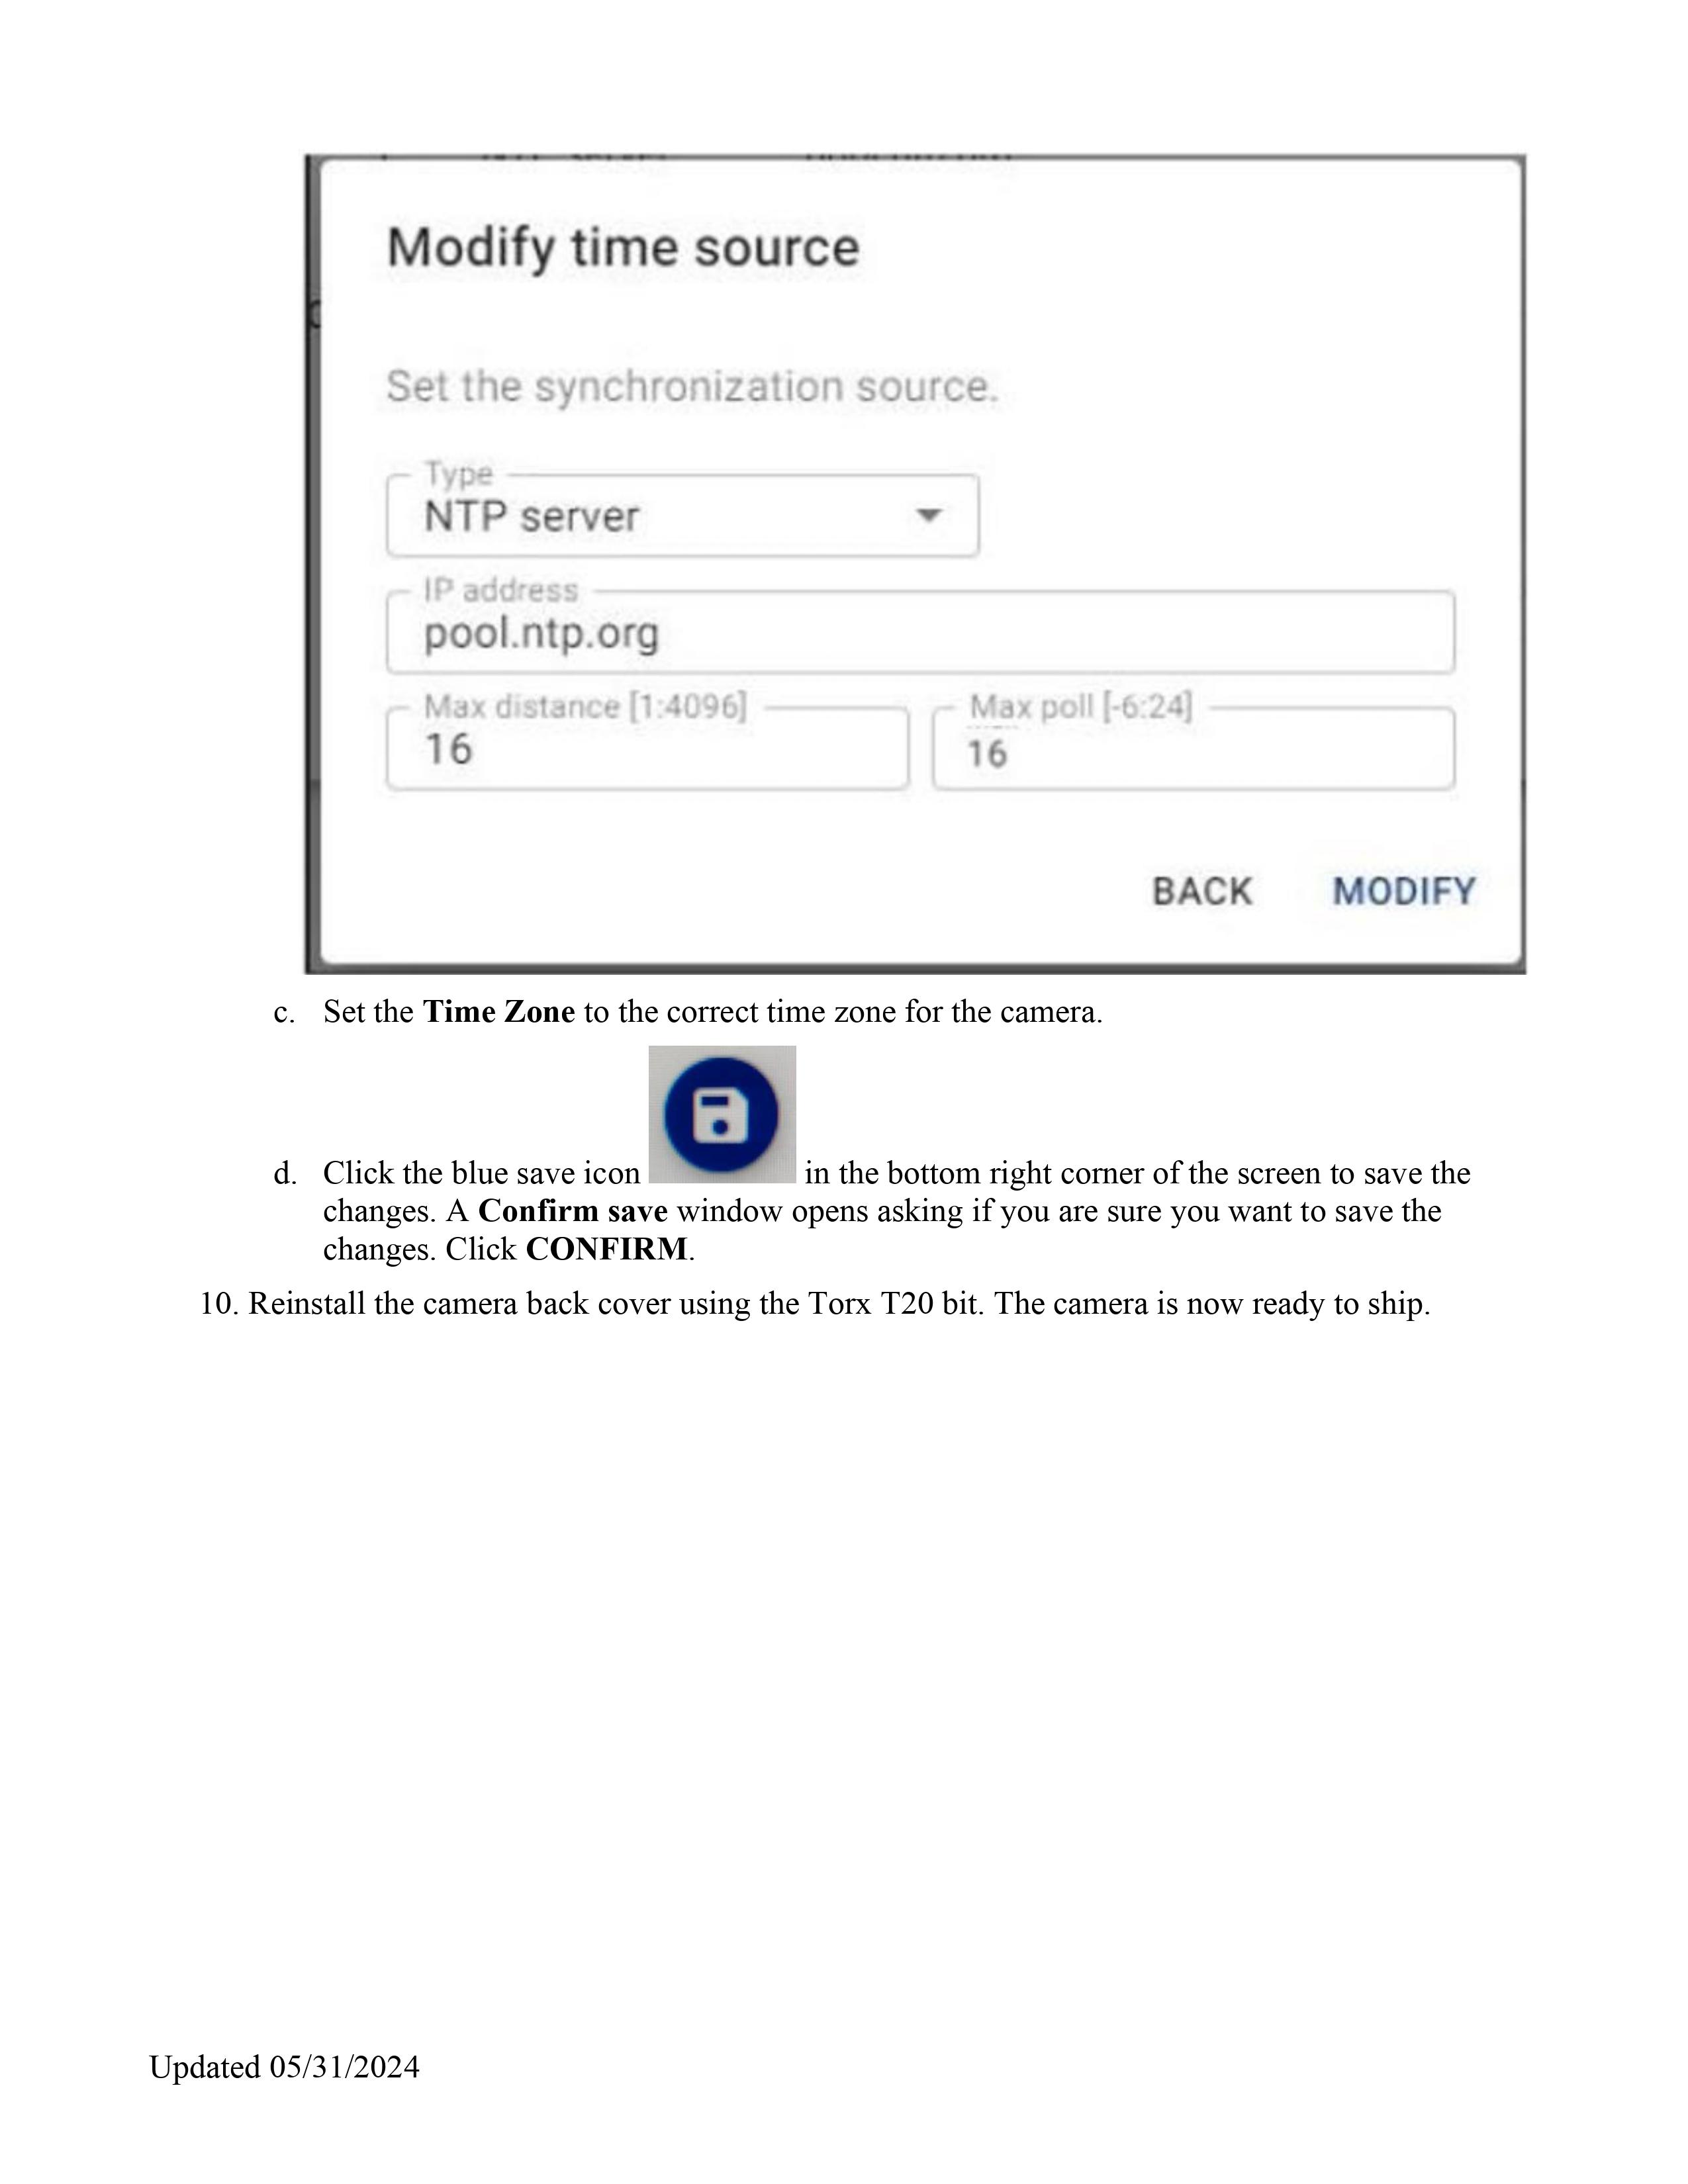 Modify time source
Set the synchronization source.
Type
NTP server
IP address
pool.ntp.org
Max distance [1:4096]
16
Max poll [-6:24]
16
BACK MODIFY
c. Set the Time Zone to the correct time zone for the camera.
d. Click the blue save icon in the bottom right corner of the screen to save the
changes. A Confirm save window opens asking if you are sure you want to save the
changes. Click CONFIRM.
10. Reinstall the camera back cover using the Torx T20 bit. The camera is now ready to ship.
Updated 05/31/2024